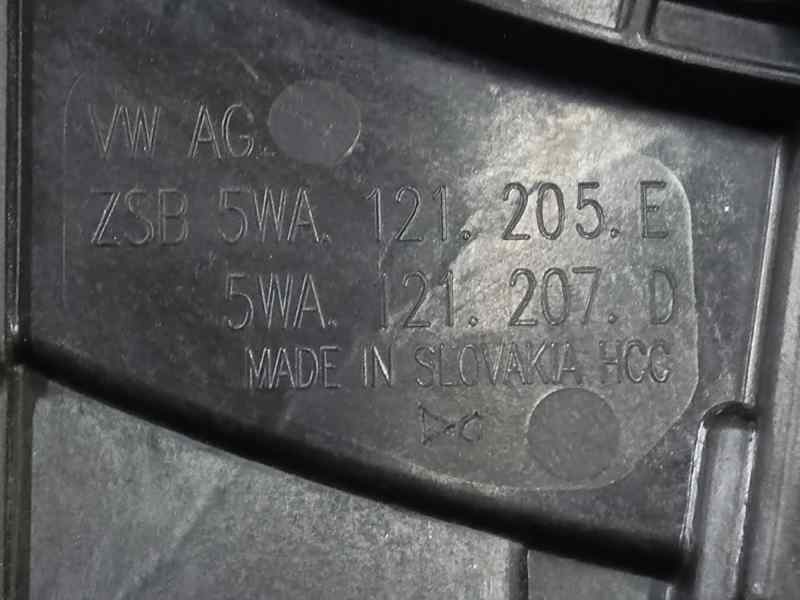 VW AG
ZSB 5WA. 121. 205. E
5WA. 121. 207. D
MADE IN SLOVAKIA HCC